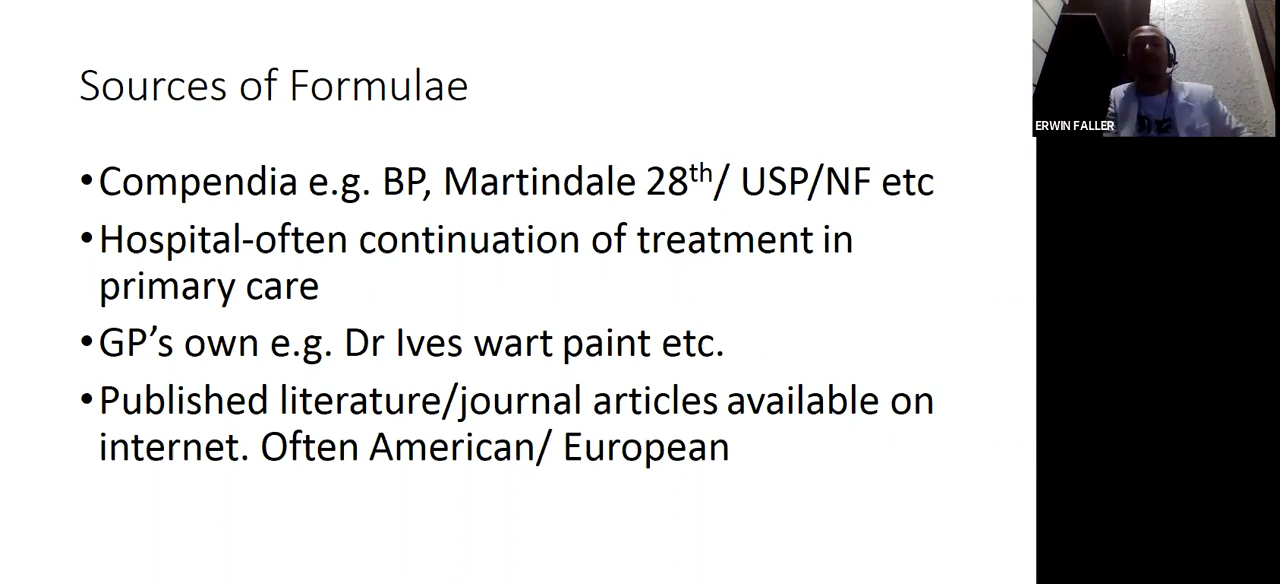 Sources of Formulae
•Compendia e.g. BP, Martindale 28th/ USP/NF etc
•Hospital-often continuation of treatment in
primary care
•GP’s own e.g. Dr Ives wart paint etc.
•Published literature/journal articles available on
internet. Often American/ European
ERWIN FALLER